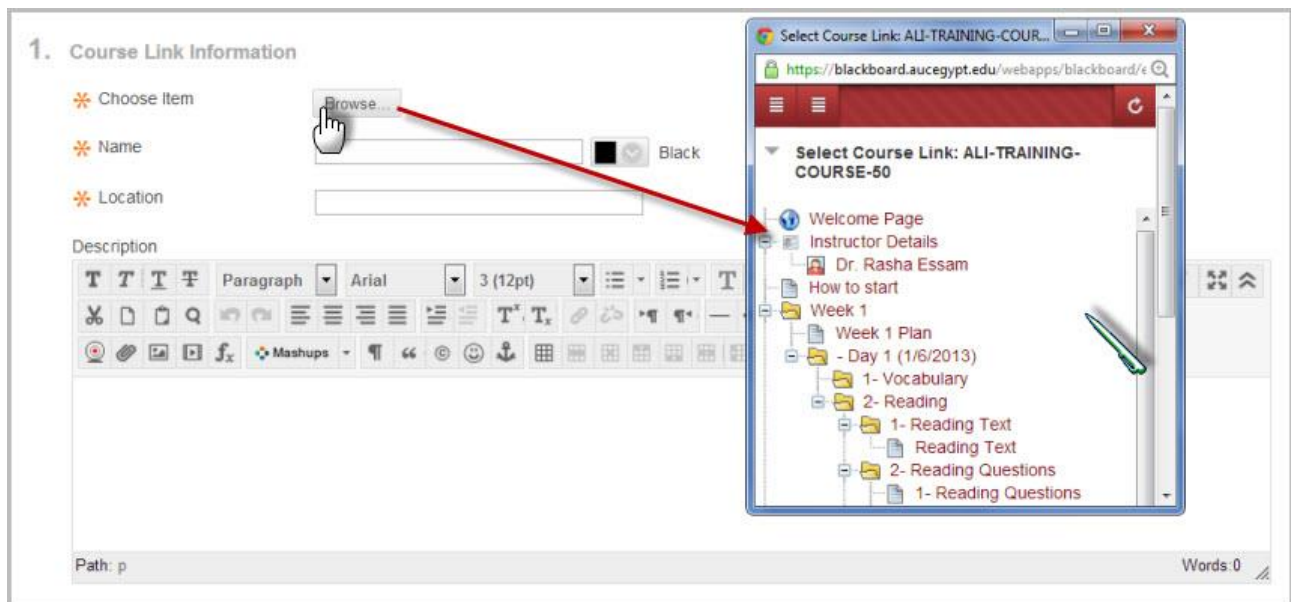 1. Course Link Information
Choose Item
Browse...
Name
Black
Location
Description
T T T T Paragraph Arial 3 (12pt) T
Mashups
Path: p
Words:0
Select Course Link: ALI-TRAINING-COUR...
https://blackboard.aucegypt.edu/webapps/blackboard/e
Select Course Link: ALI-TRAINING-
COURSE-50
Welcome Page
Instructor Details
Dr. Rasha Essam
How to start
Week 1
Week 1 Plan
- Day 1 (1/6/2013)
1- Vocabulary
2- Reading
1- Reading Text
Reading Text
2- Reading Questions
1- Reading Questions